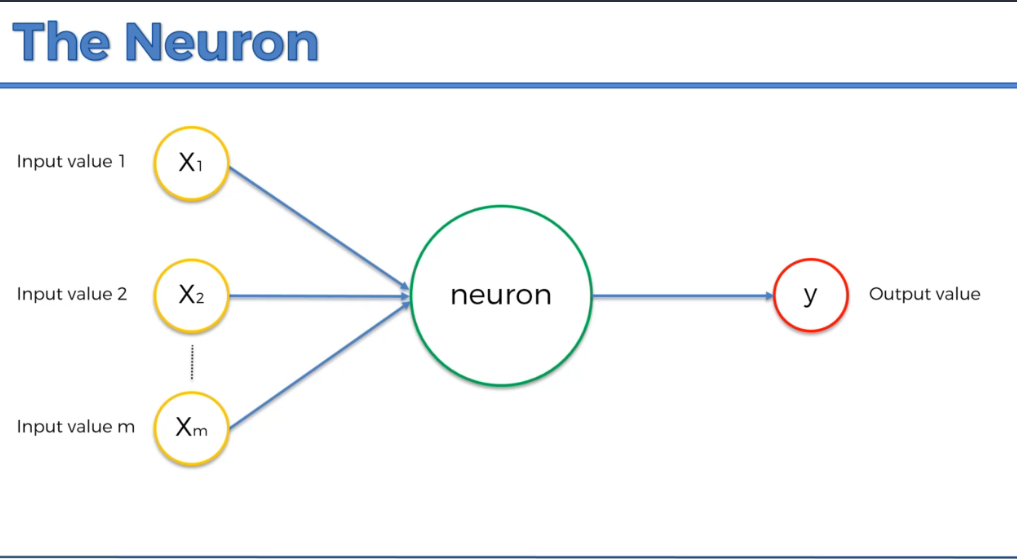 The Neuron
Input value 1
X₁
Input value 2
X₂
neuron
y
Output value
Input value m
Xm